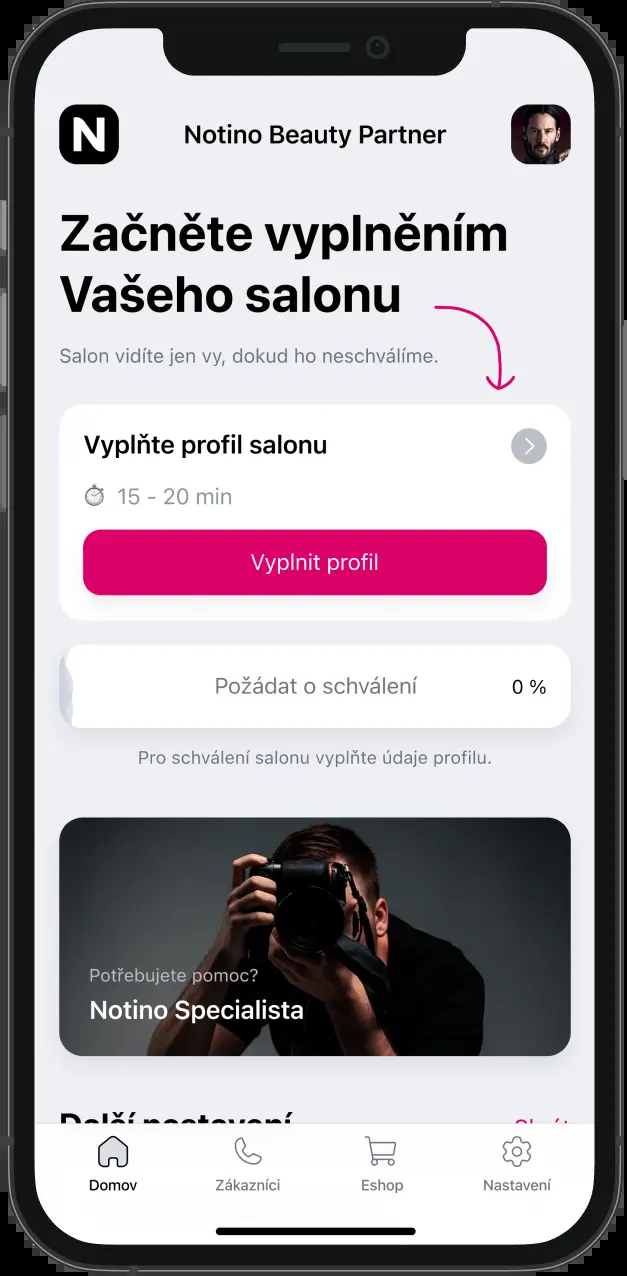 N
Notino Beauty Partner
Začněte vyplněním
Vašeho salonu
Salon vidíte jen vy, dokud ho neschválíme.
Vyplňte profil salonu
15 - 20 min
Vyplnit profil
Požádat o schválení
0 %
Pro schválení salonu vyplňte údaje profilu.
Potřebujete pomoc?
Notino Specialista
Další nastavení
Domov
Zákazníci
Eshop
Nastavení